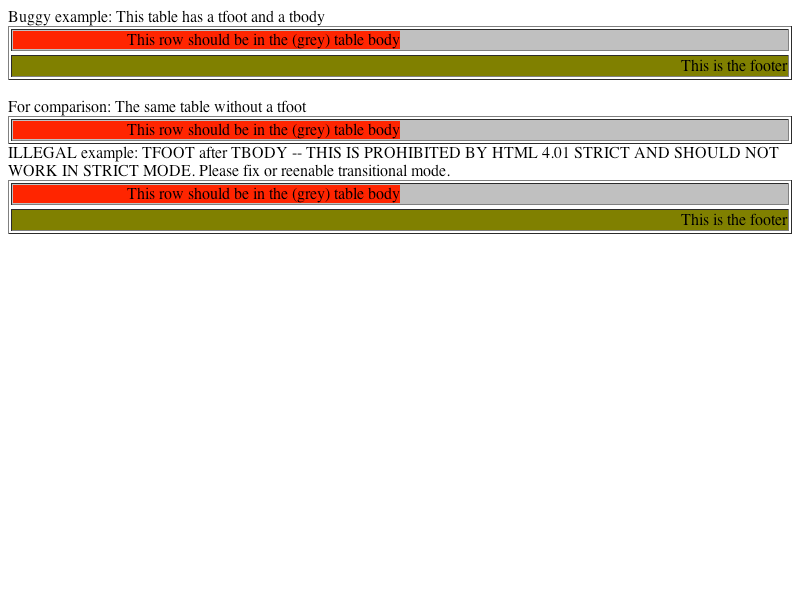 Buggy example: This table has a tfoot and a tbody
This row should be in the (grey) table body
This is the footer
For comparison: The same table without a tfoot
This row should be in the (grey) table body
ILLEGAL example: TFOOT after TBODY -- THIS IS PROHIBITED BY HTML 4.01 STRICT AND SHOULD NOT
WORK IN STRICT MODE. Please fix or reenable transitional mode.
This row should be in the (grey) table body
This is the footer